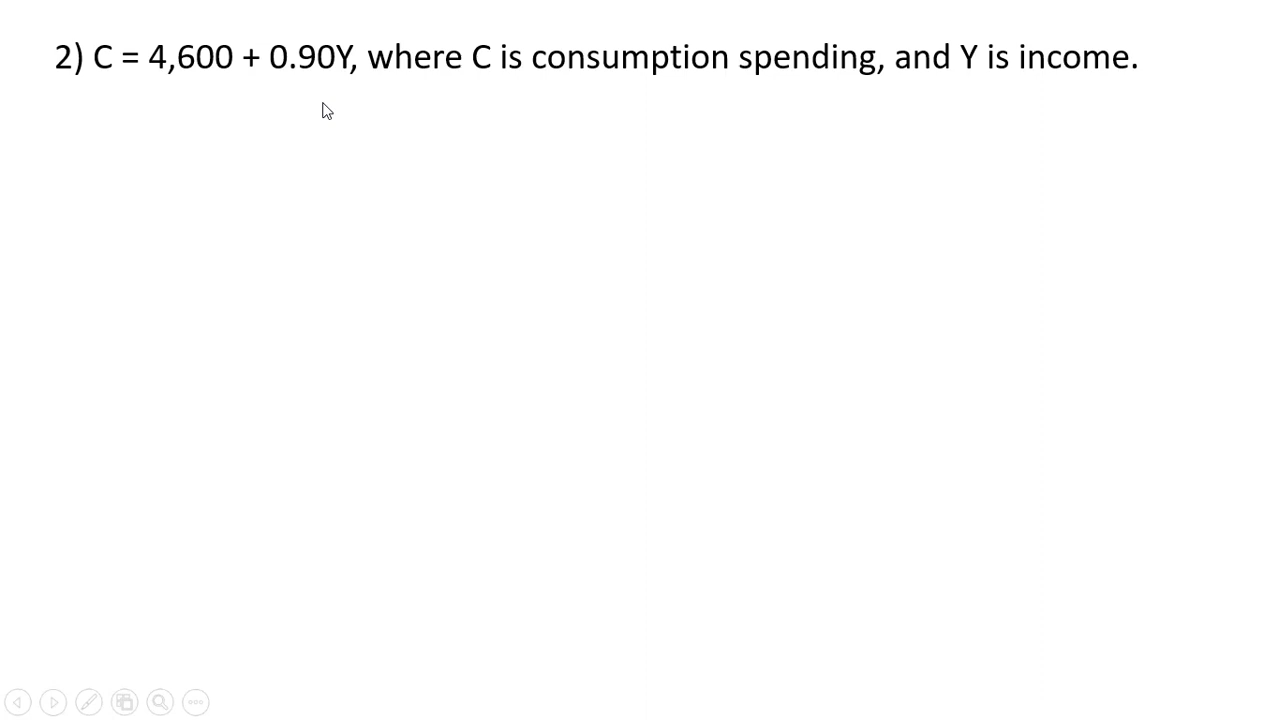 2) C = 4,600 + 0.90Y, where C is consumption spending, and Y is income.